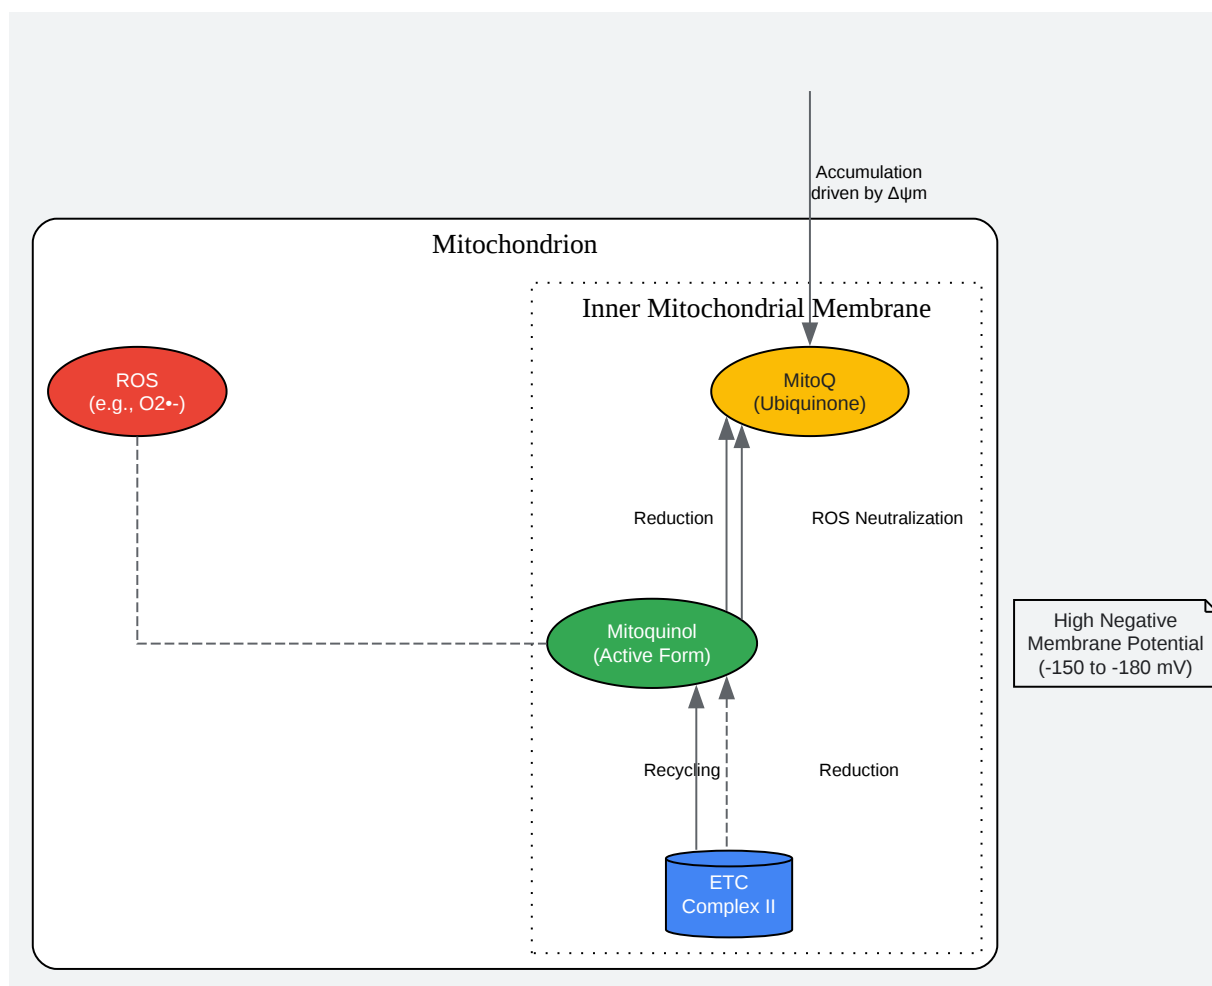 Accumulation
driven by Δψm
Mitochondrion
Inner Mitochondrial Membrane
ROS
(e.g., O2•-)
MitoQ
(Ubiquinone)
Reduction
ROS Neutralization
Mitoquinol
(Active Form)
High Negative
Membrane Potential
(-150 to -180 mV)
Recycling
Reduction
ETC
Complex II